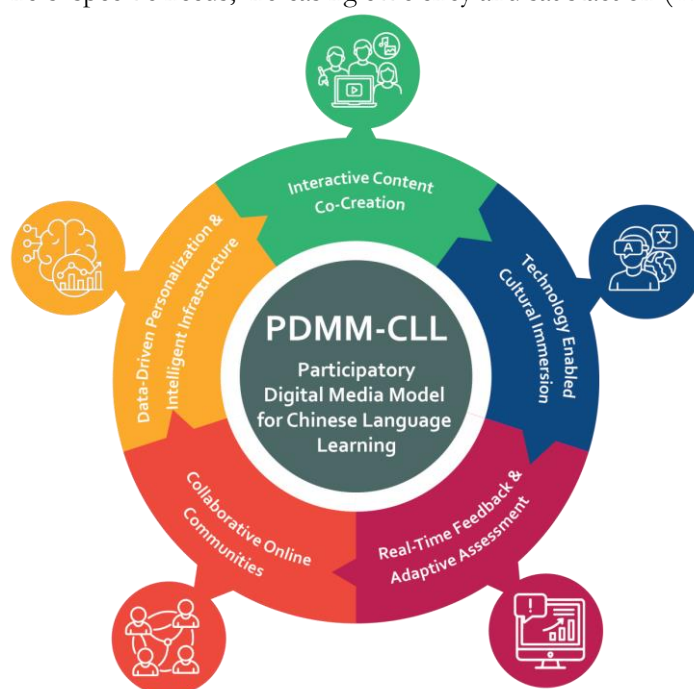 PDMM-CLL
Participatory
Digital Media Model
for Chinese Language
Learning
Interactive Content
Co-Creation
Technology Enabled
Cultural Immersion
Real-Time Feedback &
Adaptive Assessment
Collaborative Online
Communities
Data-Driven Personalization &
Intelligent Infrastructure
A
文
!